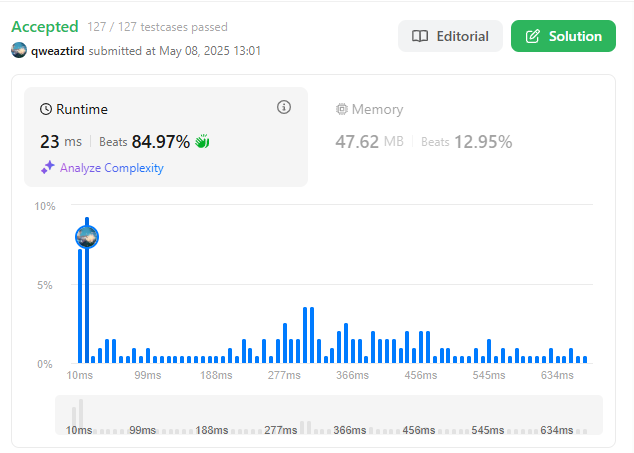 Accepted 127 / 127 testcases passed
qweaztird submitted at May 08, 2025 13:01
Editorial
Solution
Runtime
23 ms | Beats 84.97%
Analyze Complexity
Memory
47.62 MB | Beats 12.95%
10%
5%
0%
10ms 99ms 188ms 277ms 366ms 456ms 545ms 634ms
10ms 99ms 188ms 277ms 366ms 456ms 545ms 634ms